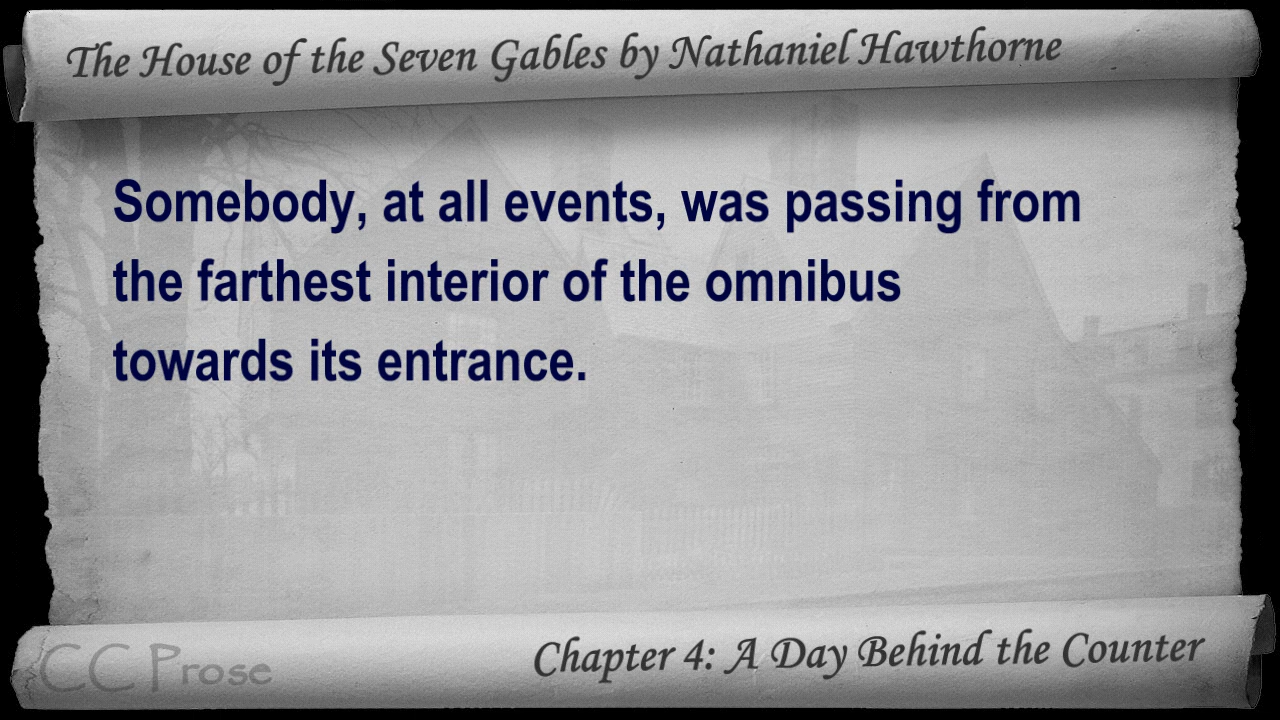 The House of the Seven Gables by Nathaniel Hawthorne
Somebody, at all events, was passing from
the farthest interior of the omnibus
towards its entrance.
CC Prose
Chapter 4: A Day Behind the Counter